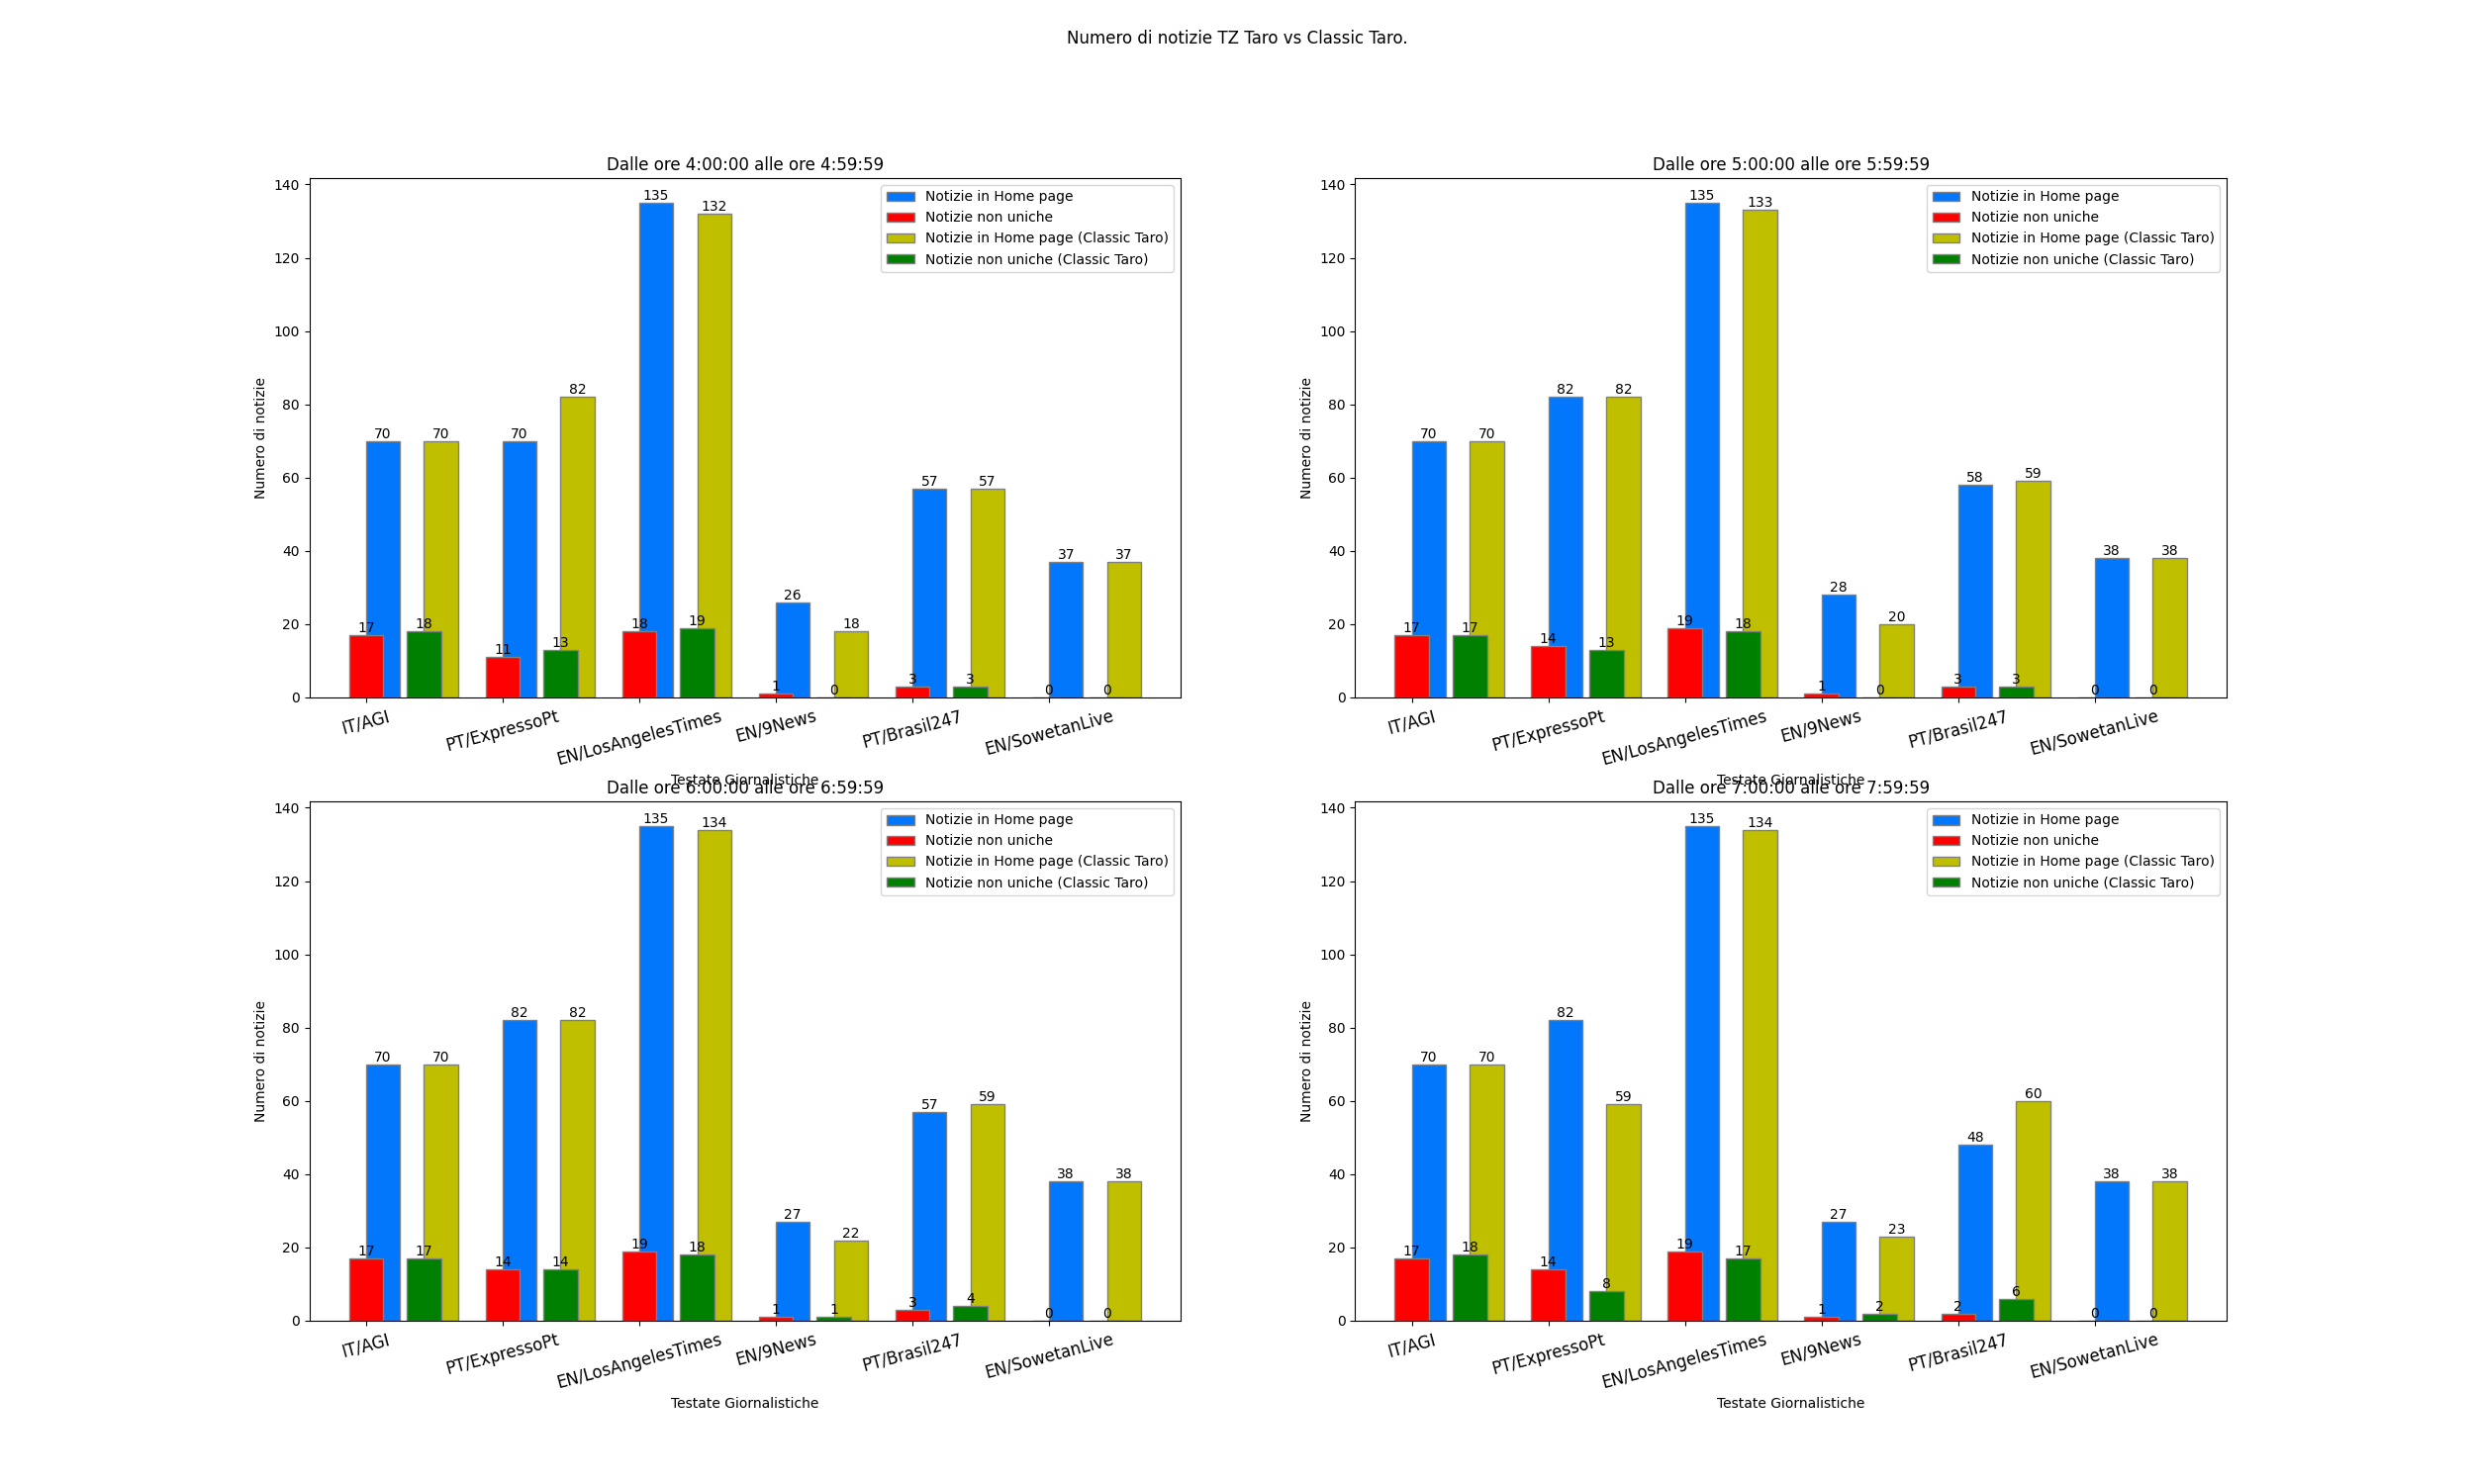 Numero di notizie TZ Taro vs Classic Taro.
Dalle ore 4:00:00 alle ore 4:59:59
Numero di notizie
140
120
100
80
60
40
20
0
Notizie in Home page
Notizie non uniche
Notizie in Home page (Classic Taro)
Notizie non uniche (Classic Taro)
17 70 18 70
11 70 13 82
18 135 19 132
1 26 0 18
3 57 3 57
0 37 0 37
IT/AGI
PT/ExpressoPt
EN/LosAngelesTimes
EN/9News
PT/Brasil247
EN/SowetanLive
Testate Giornalistiche
Dalle ore 5:00:00 alle ore 5:59:59
Numero di notizie
140
120
100
80
60
40
20
0
Notizie in Home page
Notizie non uniche
Notizie in Home page (Classic Taro)
Notizie non uniche (Classic Taro)
17 70 17 70
14 82 13 82
19 135 18 133
1 28 0 20
3 58 3 59
0 38 0 38
IT/AGI
PT/ExpressoPt
EN/LosAngelesTimes
EN/9News
PT/Brasil247
EN/SowetanLive
Testate Giornalistiche
Dalle ore 6:00:00 alle ore 6:59:59
Numero di notizie
140
120
100
80
60
40
20
0
Notizie in Home page
Notizie non uniche
Notizie in Home page (Classic Taro)
Notizie non uniche (Classic Taro)
17 70 17 70
14 82 14 82
19 135 18 134
1 27 1 22
3 57 4 59
0 38 0 38
IT/AGI
PT/ExpressoPt
EN/LosAngelesTimes
EN/9News
PT/Brasil247
EN/SowetanLive
Testate Giornalistiche
Dalle ore 7:00:00 alle ore 7:59:59
Numero di notizie
140
120
100
80
60
40
20
0
Notizie in Home page
Notizie non uniche
Notizie in Home page (Classic Taro)
Notizie non uniche (Classic Taro)
17 70 18 70
14 82 8 59
19 135 17 134
1 27 2 23
2 48 6 60
0 38 0 38
IT/AGI
PT/ExpressoPt
EN/LosAngelesTimes
EN/9News
PT/Brasil247
EN/SowetanLive
Testate Giornalistiche